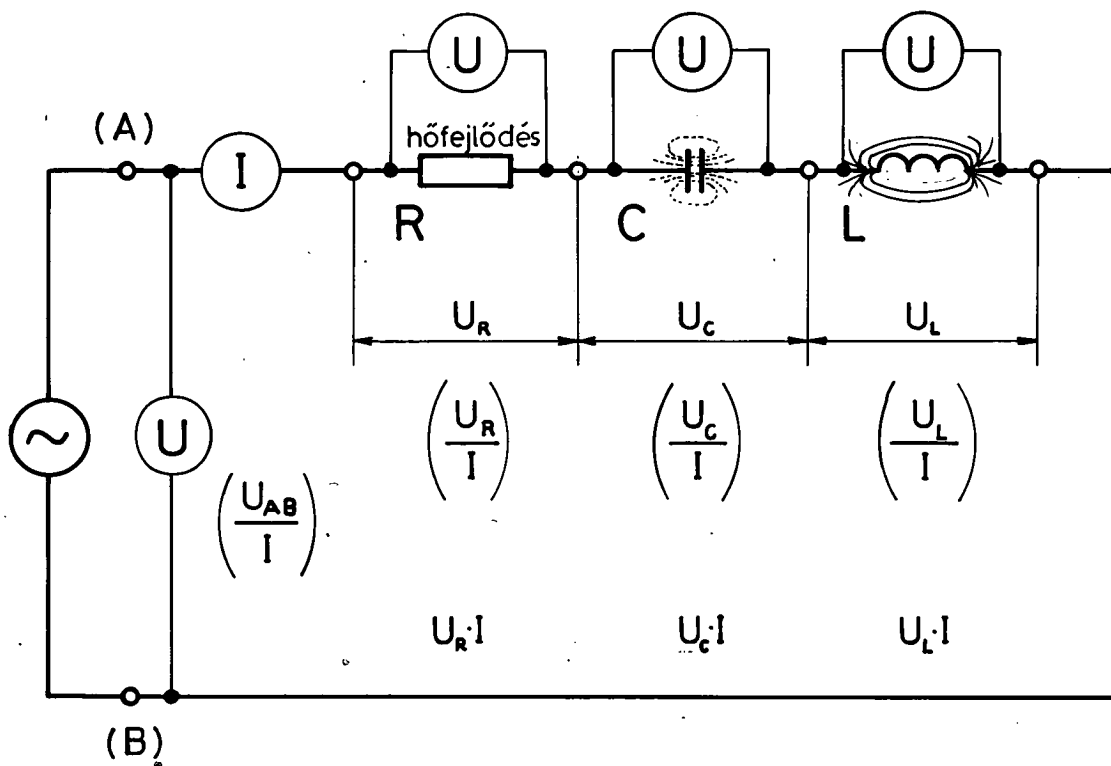 U U U
(A) hőfejlődés
I
R C L
U_R U_C U_L
~ U (U_AB / I) (U_R / I) (U_C / I) (U_L / I)
U_R·I U_C·I U_L·I
(B)